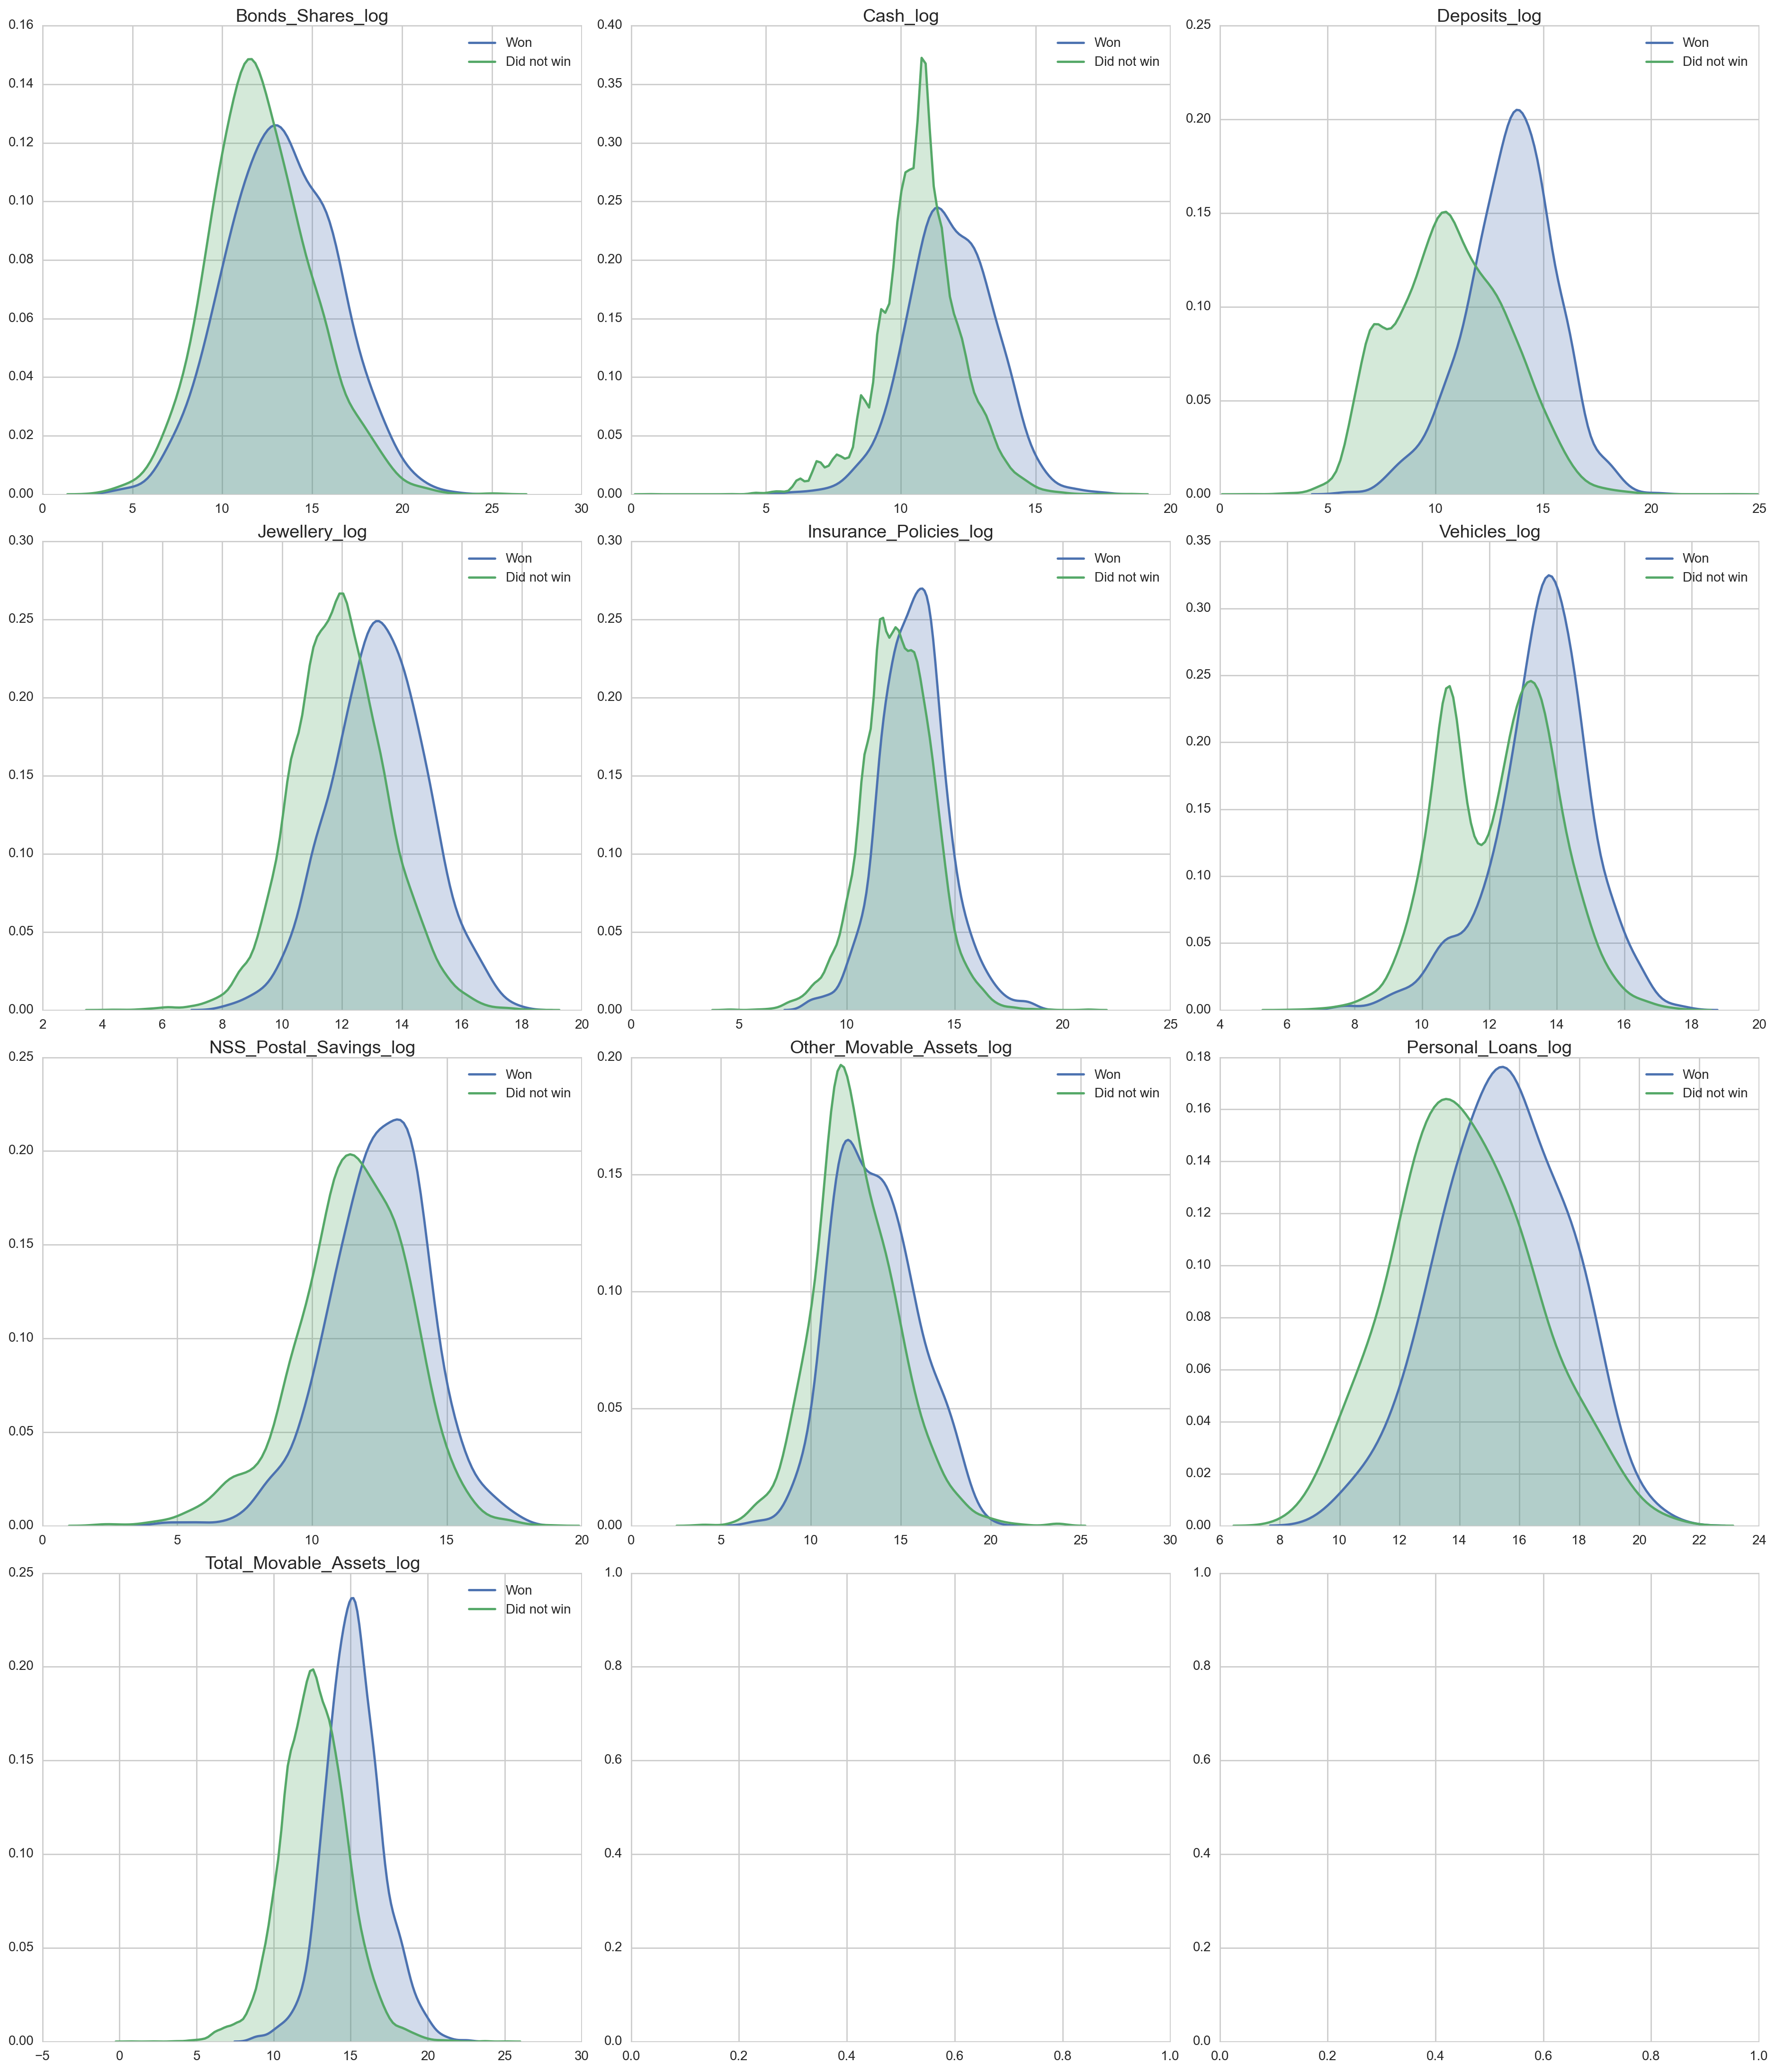 Bonds_Shares_log
Won
Did not win
0.16
0.14
0.12
0.10
0.08
0.06
0.04
0.02
0.00
0 5 10 15 20 25 30
Cash_log
Won
Did not win
0.40
0.35
0.30
0.25
0.20
0.15
0.10
0.05
0.00
0 5 10 15 20
Deposits_log
Won
Did not win
0.25
0.20
0.15
0.10
0.05
0.00
0 5 10 15 20 25
Jewellery_log
Won
Did not win
0.30
0.25
0.20
0.15
0.10
0.05
0.00
2 4 6 8 10 12 14 16 18 20
Insurance_Policies_log
Won
Did not win
0.30
0.25
0.20
0.15
0.10
0.05
0.00
0 5 10 15 20 25
Vehicles_log
Won
Did not win
0.35
0.30
0.25
0.20
0.15
0.10
0.05
0.00
4 6 8 10 12 14 16 18 20
NSS_Postal_Savings_log
Won
Did not win
0.25
0.20
0.15
0.10
0.05
0.00
0 5 10 15 20
Other_Movable_Assets_log
Won
Did not win
0.20
0.15
0.10
0.05
0.00
0 5 10 15 20 25 30
Personal_Loans_log
Won
Did not win
0.18
0.16
0.14
0.12
0.10
0.08
0.06
0.04
0.02
0.00
6 8 10 12 14 16 18 20 22 24
Total_Movable_Assets_log
Won
Did not win
0.25
0.20
0.15
0.10
0.05
0.00
−5 0 5 10 15 20 25 30
1.0
0.8
0.6
0.4
0.2
0.0
0.0 0.2 0.4 0.6 0.8 1.0
1.0
0.8
0.6
0.4
0.2
0.0
0.0 0.2 0.4 0.6 0.8 1.0